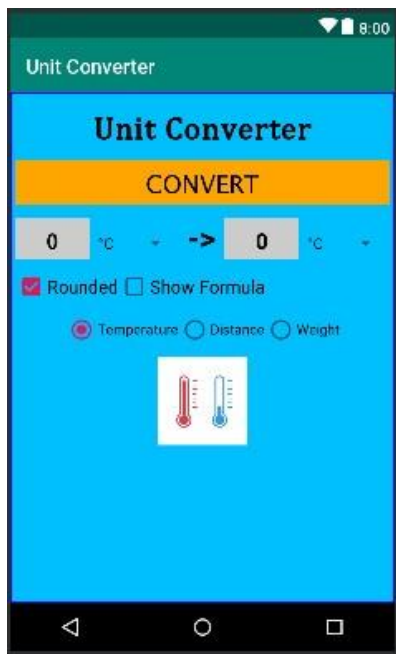 8:00
Unit Converter
Unit Converter
CONVERT
0 °C -> 0 °C
Rounded Show Formula
Temperature Distance Weight